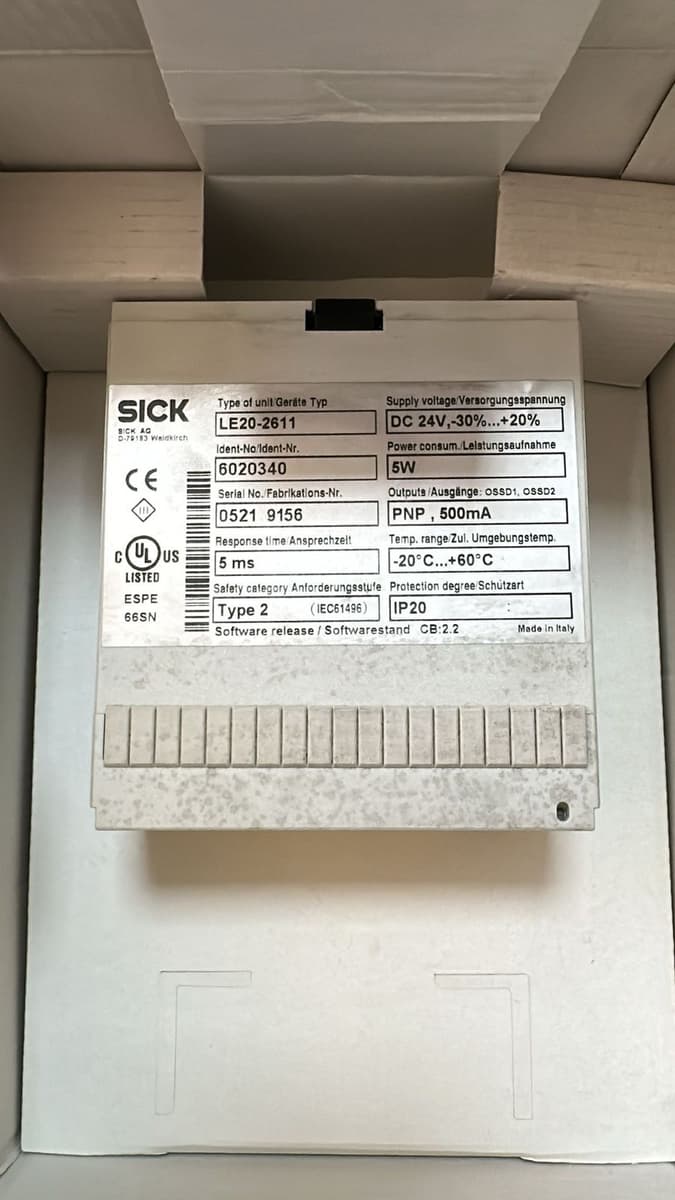 SICK
SICK AG
D-79183 Waldkirch
CE
III
C UL US
LISTED
ESPE
66SN
Type of unit/Geräte Typ
LE20-2611
Ident-No/Ident-Nr.
6020340
Serial No./Fabrikations-Nr.
0521 9156
Response time/Ansprechzeit
5 ms
Safety category Anforderungsstufe
Type 2 (IEC61496)
Supply voltage/Versorgungsspannung
DC 24V,-30%...+20%
Power consum./Leistungsaufnahme
5W
Outputs/Ausgänge: OSSD1, OSSD2
PNP , 500mA
Temp. range/Zul. Umgebungstemp.
-20°C...+60°C
Protection degree/Schutzart
IP20 :
Software release / Softwarestand CB:2.2
Made in Italy